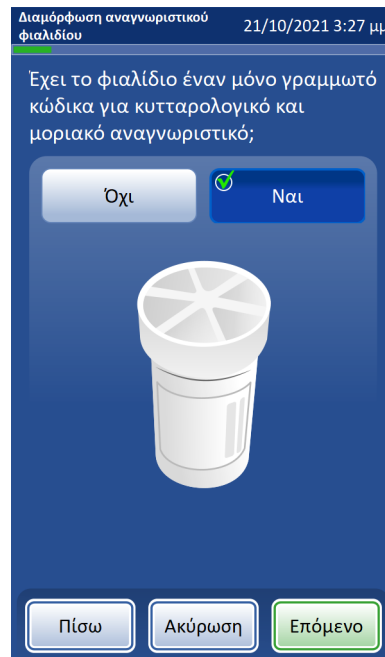 Διαμόρφωση αναγνωριστικού
φιαλιδίου
21/10/2021 3:27 μμ
Έχει το φιαλίδιο έναν μόνο γραμμωτό
κώδικα για κυτταρολογικό και
μοριακό αναγνωριστικό;
Όχι
Ναι
Πίσω
Ακύρωση
Επόμενο